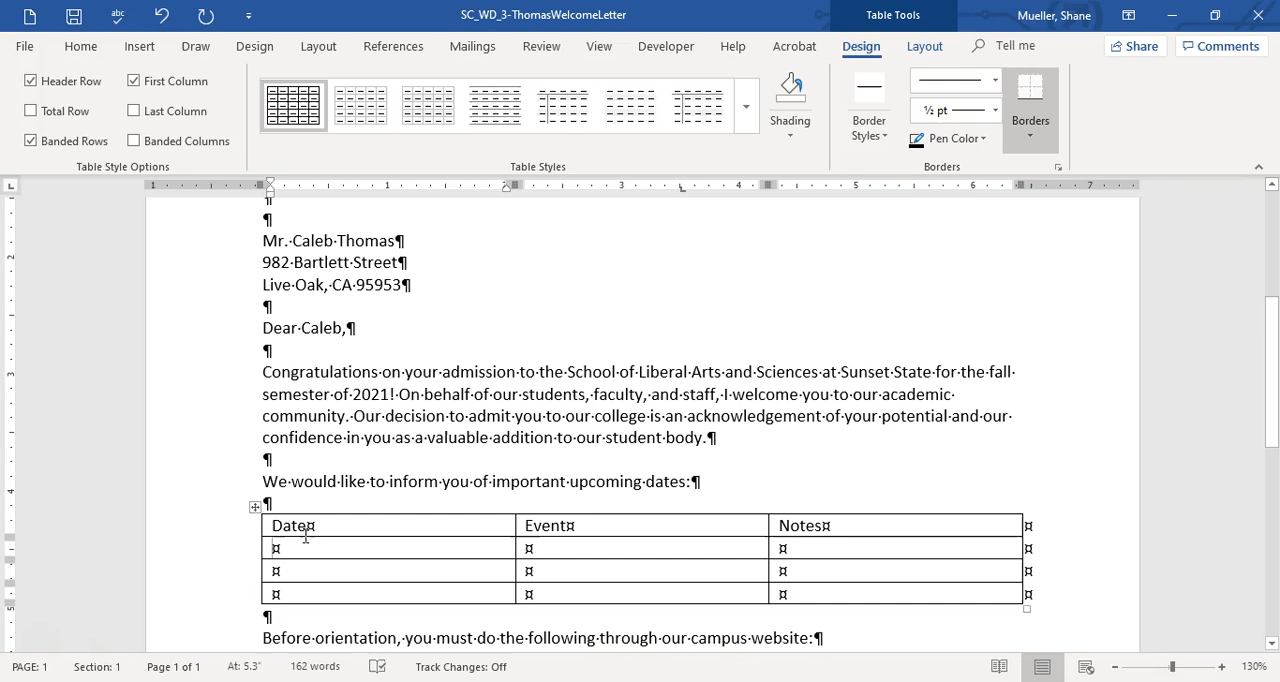 SC_WD_3-ThomasWelcomeLetter
Table Tools
Mueller, Shane
File Home Insert Draw Design Layout References Mailings Review View Developer Help Acrobat Design Layout Tell me Share Comments
Header Row First Column
Total Row Last Column
Banded Rows Banded Columns
Table Style Options
Table Styles
Shading
Border Styles
½ pt
Pen Color
Borders
Borders
1 1 2 3 4 5 6 7
¶
¶
Mr.·Caleb·Thomas¶
982·Bartlett·Street¶
Live·Oak,·CA·95953¶
¶
Dear·Caleb,¶
¶
Congratulations·on·your·admission·to·the·School·of·Liberal·Arts·and·Sciences·at·Sunset·State·for·the·fall·
semester·of·2021!·On·behalf·of·our·students,·faculty,·and·staff,·I·welcome·you·to·our·academic·
community.·Our·decision·to·admit·you·to·our·college·is·an·acknowledgement·of·your·potential·and·our·
confidence·in·you·as·a·valuable·addition·to·our·student·body.¶
¶
We·would·like·to·inform·you·of·important·upcoming·dates:¶
¶
Date¤ Event¤ Notes¤ ¤
¤ ¤ ¤ ¤
¤ ¤ ¤ ¤
¤ ¤ ¤ ¤
¶
Before·orientation,·you·must·do·the·following·through·our·campus·website:¶
PAGE: 1 Section: 1 Page 1 of 1 At: 5.3" 162 words Track Changes: Off 130%